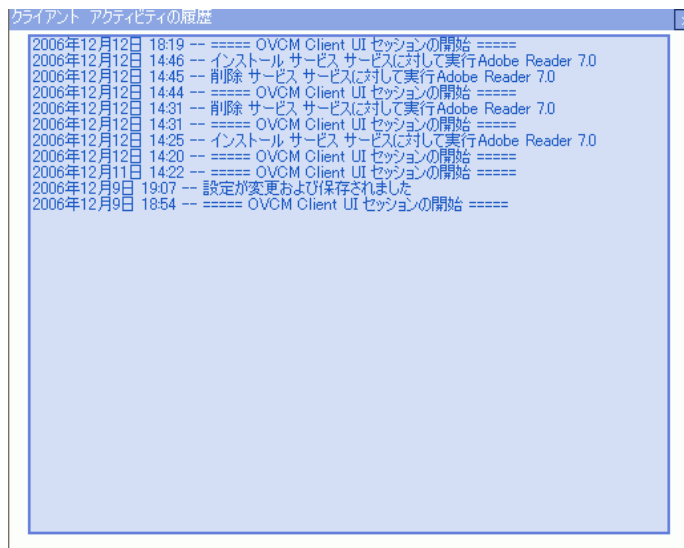 クライアント アクティビティの履歴
2006年12月12日 18:19 -- ===== OVCM Client UI セッションの開始 =====
2006年12月12日 14:46 -- インストール サービス サービスに対して実行Adobe Reader 7.0
2006年12月12日 14:45 -- 削除 サービス サービスに対して実行Adobe Reader 7.0
2006年12月12日 14:44 -- ===== OVCM Client UI セッションの開始 =====
2006年12月12日 14:31 -- 削除 サービス サービスに対して実行Adobe Reader 7.0
2006年12月12日 14:31 -- ===== OVCM Client UI セッションの開始 =====
2006年12月12日 14:25 -- インストール サービス サービスに対して実行Adobe Reader 7.0
2006年12月12日 14:20 -- ===== OVCM Client UI セッションの開始 =====
2006年12月11日 14:22 -- ===== OVCM Client UI セッションの開始 =====
2006年12月9日 19:07 -- 設定が変更および保存されました
2006年12月9日 18:54 -- ===== OVCM Client UI セッションの開始 =====